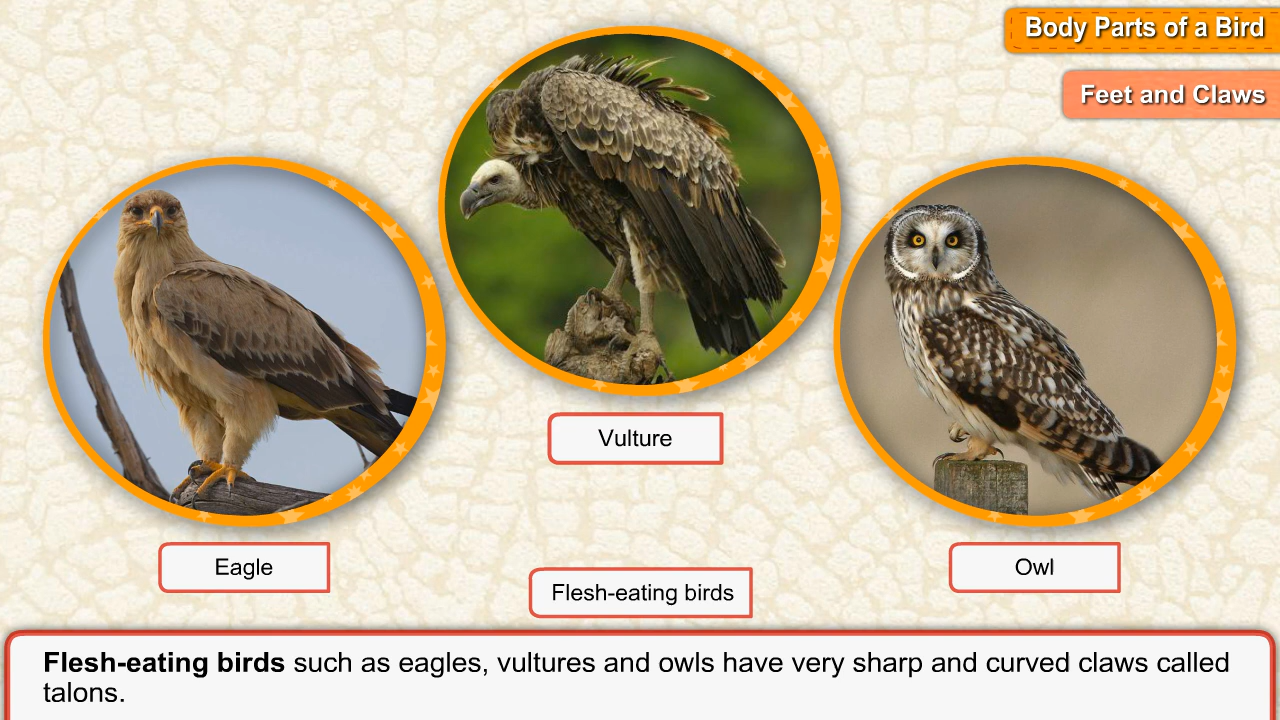 Body Parts of a Bird
Feet and Claws
Vulture
Eagle
Owl
Flesh-eating birds
Flesh-eating birds such as eagles, vultures and owls have very sharp and curved claws called
talons.